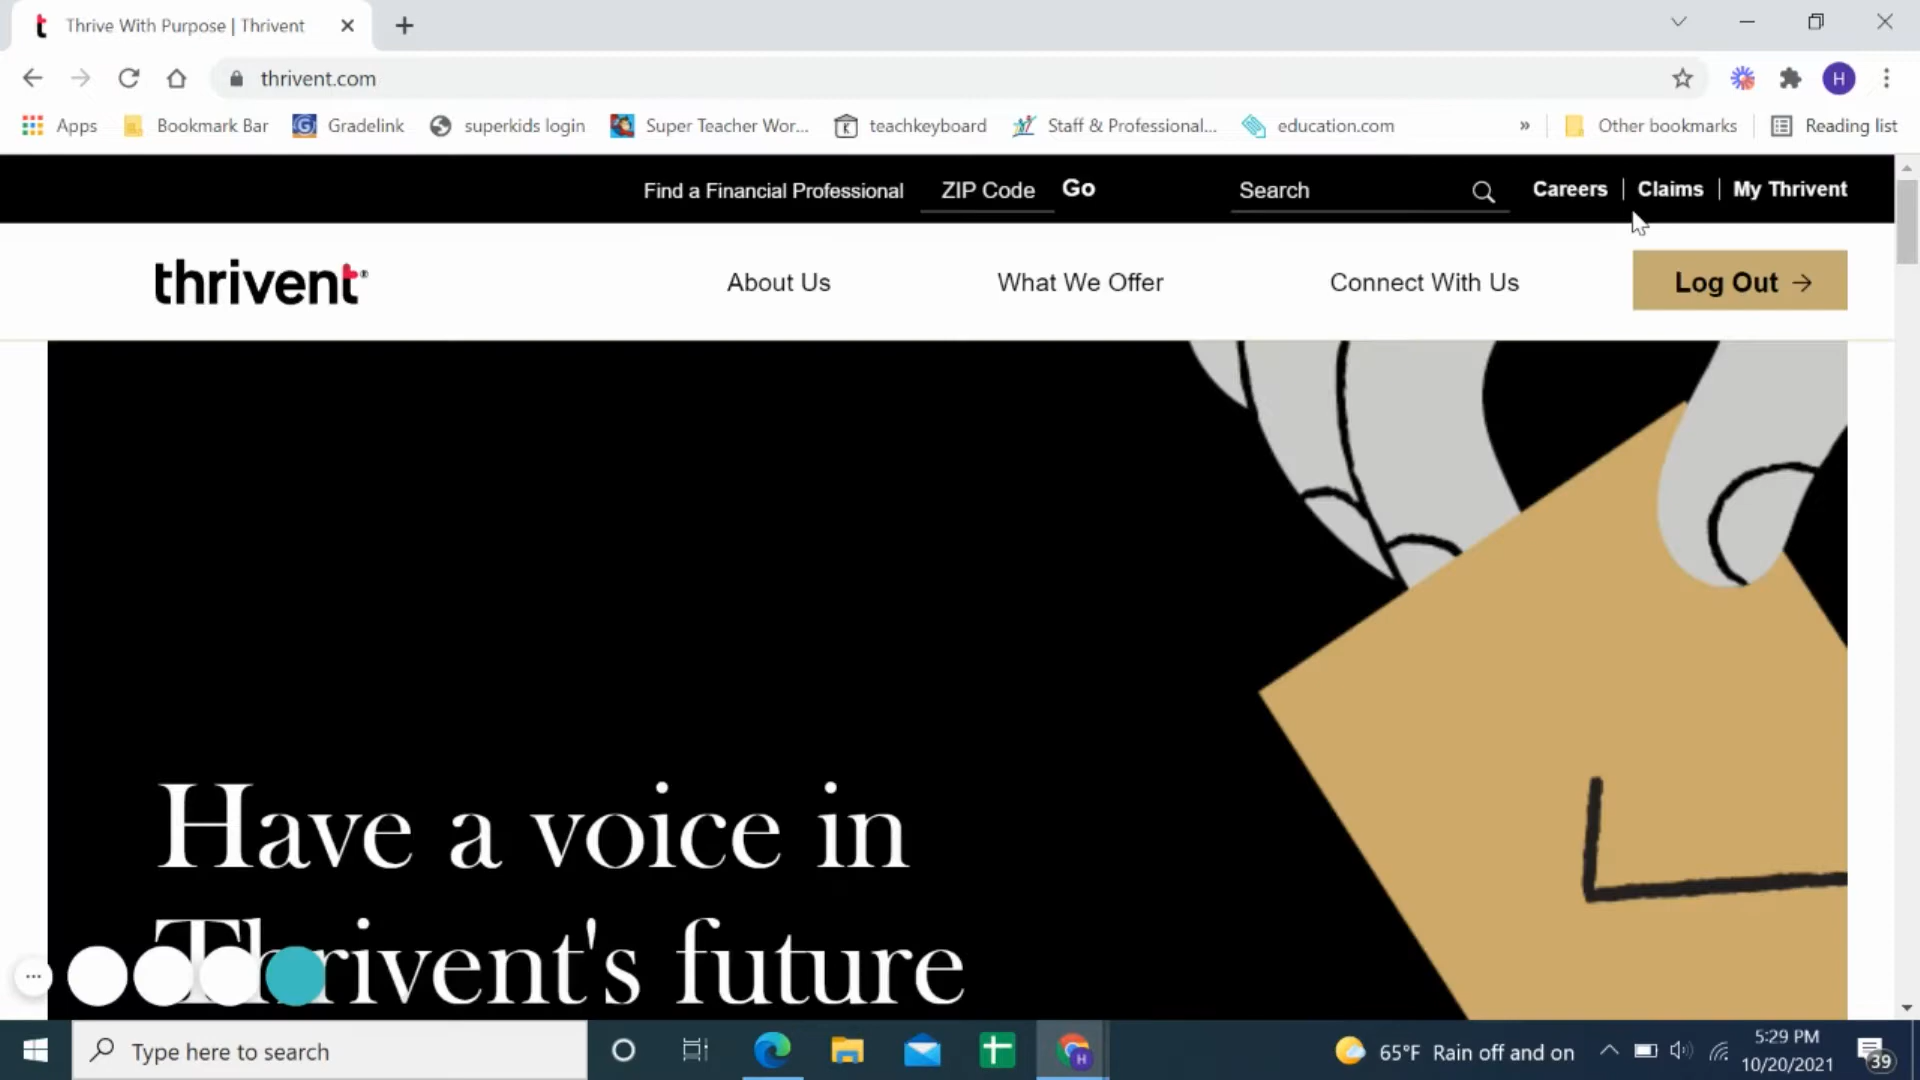 Thrive With Purpose | Thrivent
thrivent.com
H
Apps
Bookmark Bar
Gradelink
superkids login
Super Teacher Wor...
teachkeyboard
Staff & Professional...
education.com
»
Other bookmarks
Reading list
Find a Financial Professional
ZIP Code
Go
Search
Careers | Claims | My Thrivent
thrivent®
About Us
What We Offer
Connect With Us
Log Out →
Have a voice in
Thrivent's future
Type here to search
65°F Rain off and on
5:29 PM
10/20/2021
39